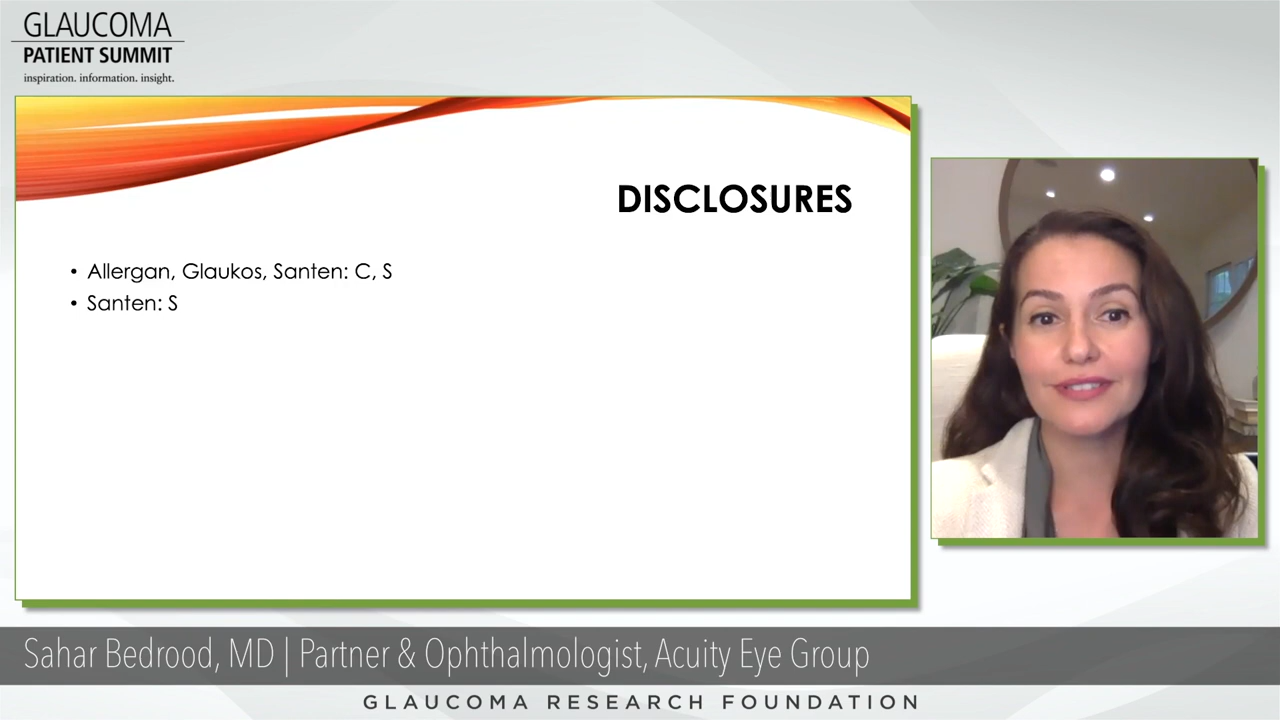 GLAUCOMA
PATIENT SUMMIT
inspiration. information. insight.
DISCLOSURES
• Allergan, Glaukos, Santen: C, S
• Santen: S
Sahar Bedrood, MD | Partner & Ophthalmologist, Acuity Eye Group
GLAUCOMA RESEARCH FOUNDATION